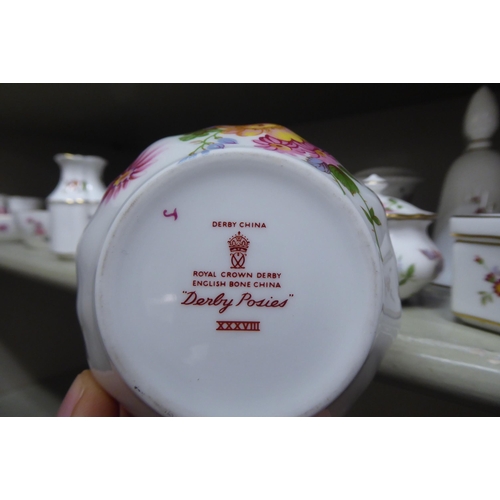 DERBY CHINA
ROYAL CROWN DERBY
ENGLISH BONE CHINA
"Derby Posies"
XXXVIII